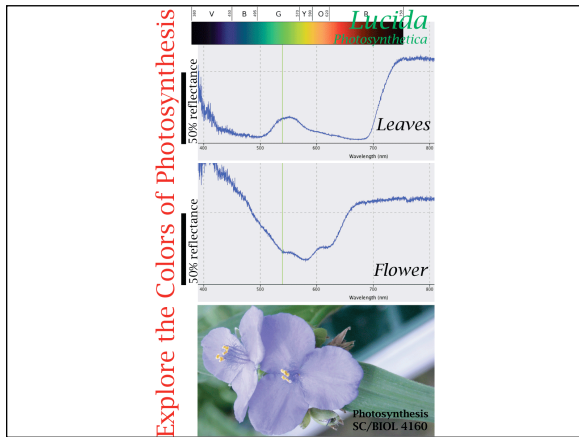 V B G Y O R
Lucida
Photosynthetica
Explore the Colors of Photosynthesis
50% reflectance
Leaves
400 500 600 700 800
Wavelength (nm)
50% reflectance
Flower
400 500 600 700 800
Wavelength (nm)
Photosynthesis
SC/BIOL 4160